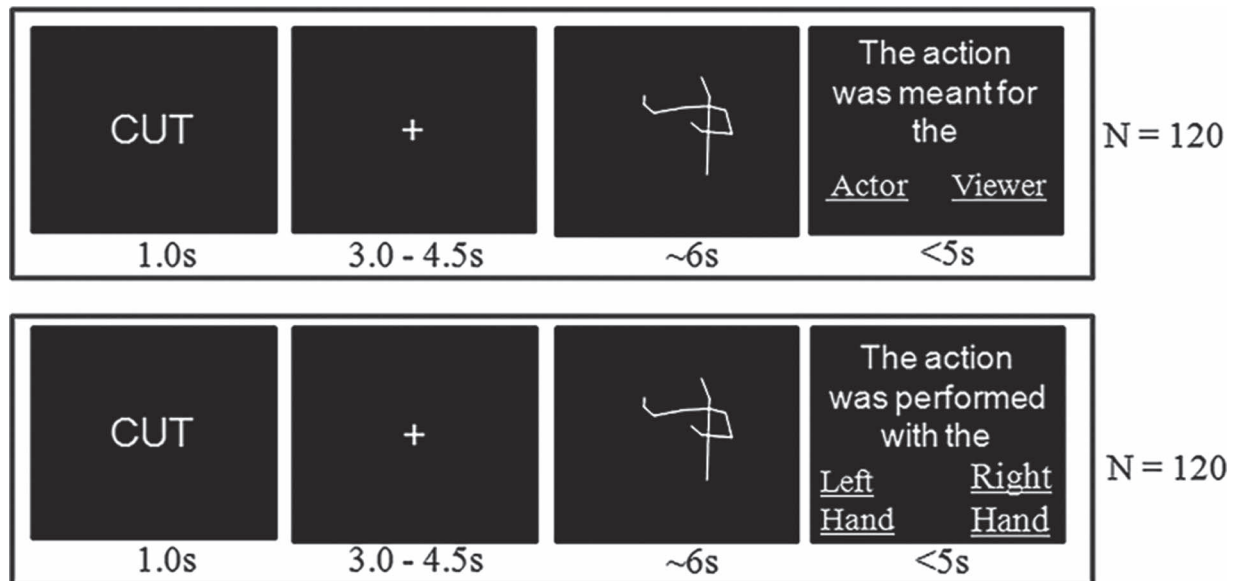 CUT
+
The action
was meant for
the
Actor Viewer
N = 120
1.0s
3.0 - 4.5s
~6s
<5s
CUT
+
The action
was performed
with the
Left Right
Hand Hand
N = 120
1.0s
3.0 - 4.5s
~6s
<5s